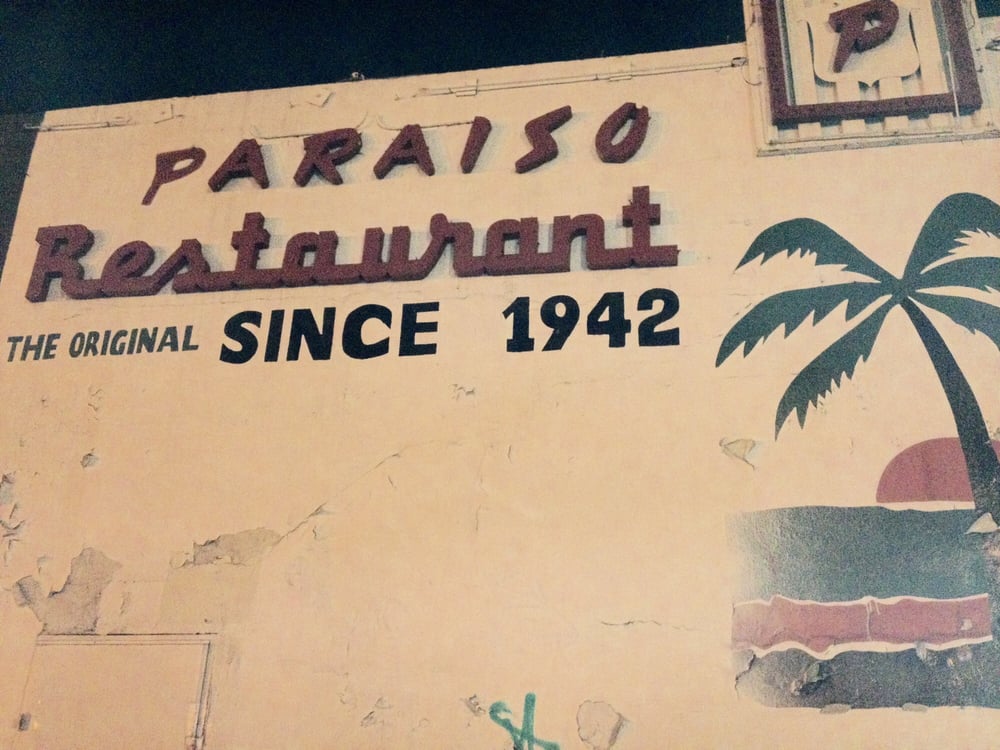 P
PARAISO
Restaurant
THE ORIGINAL SINCE 1942